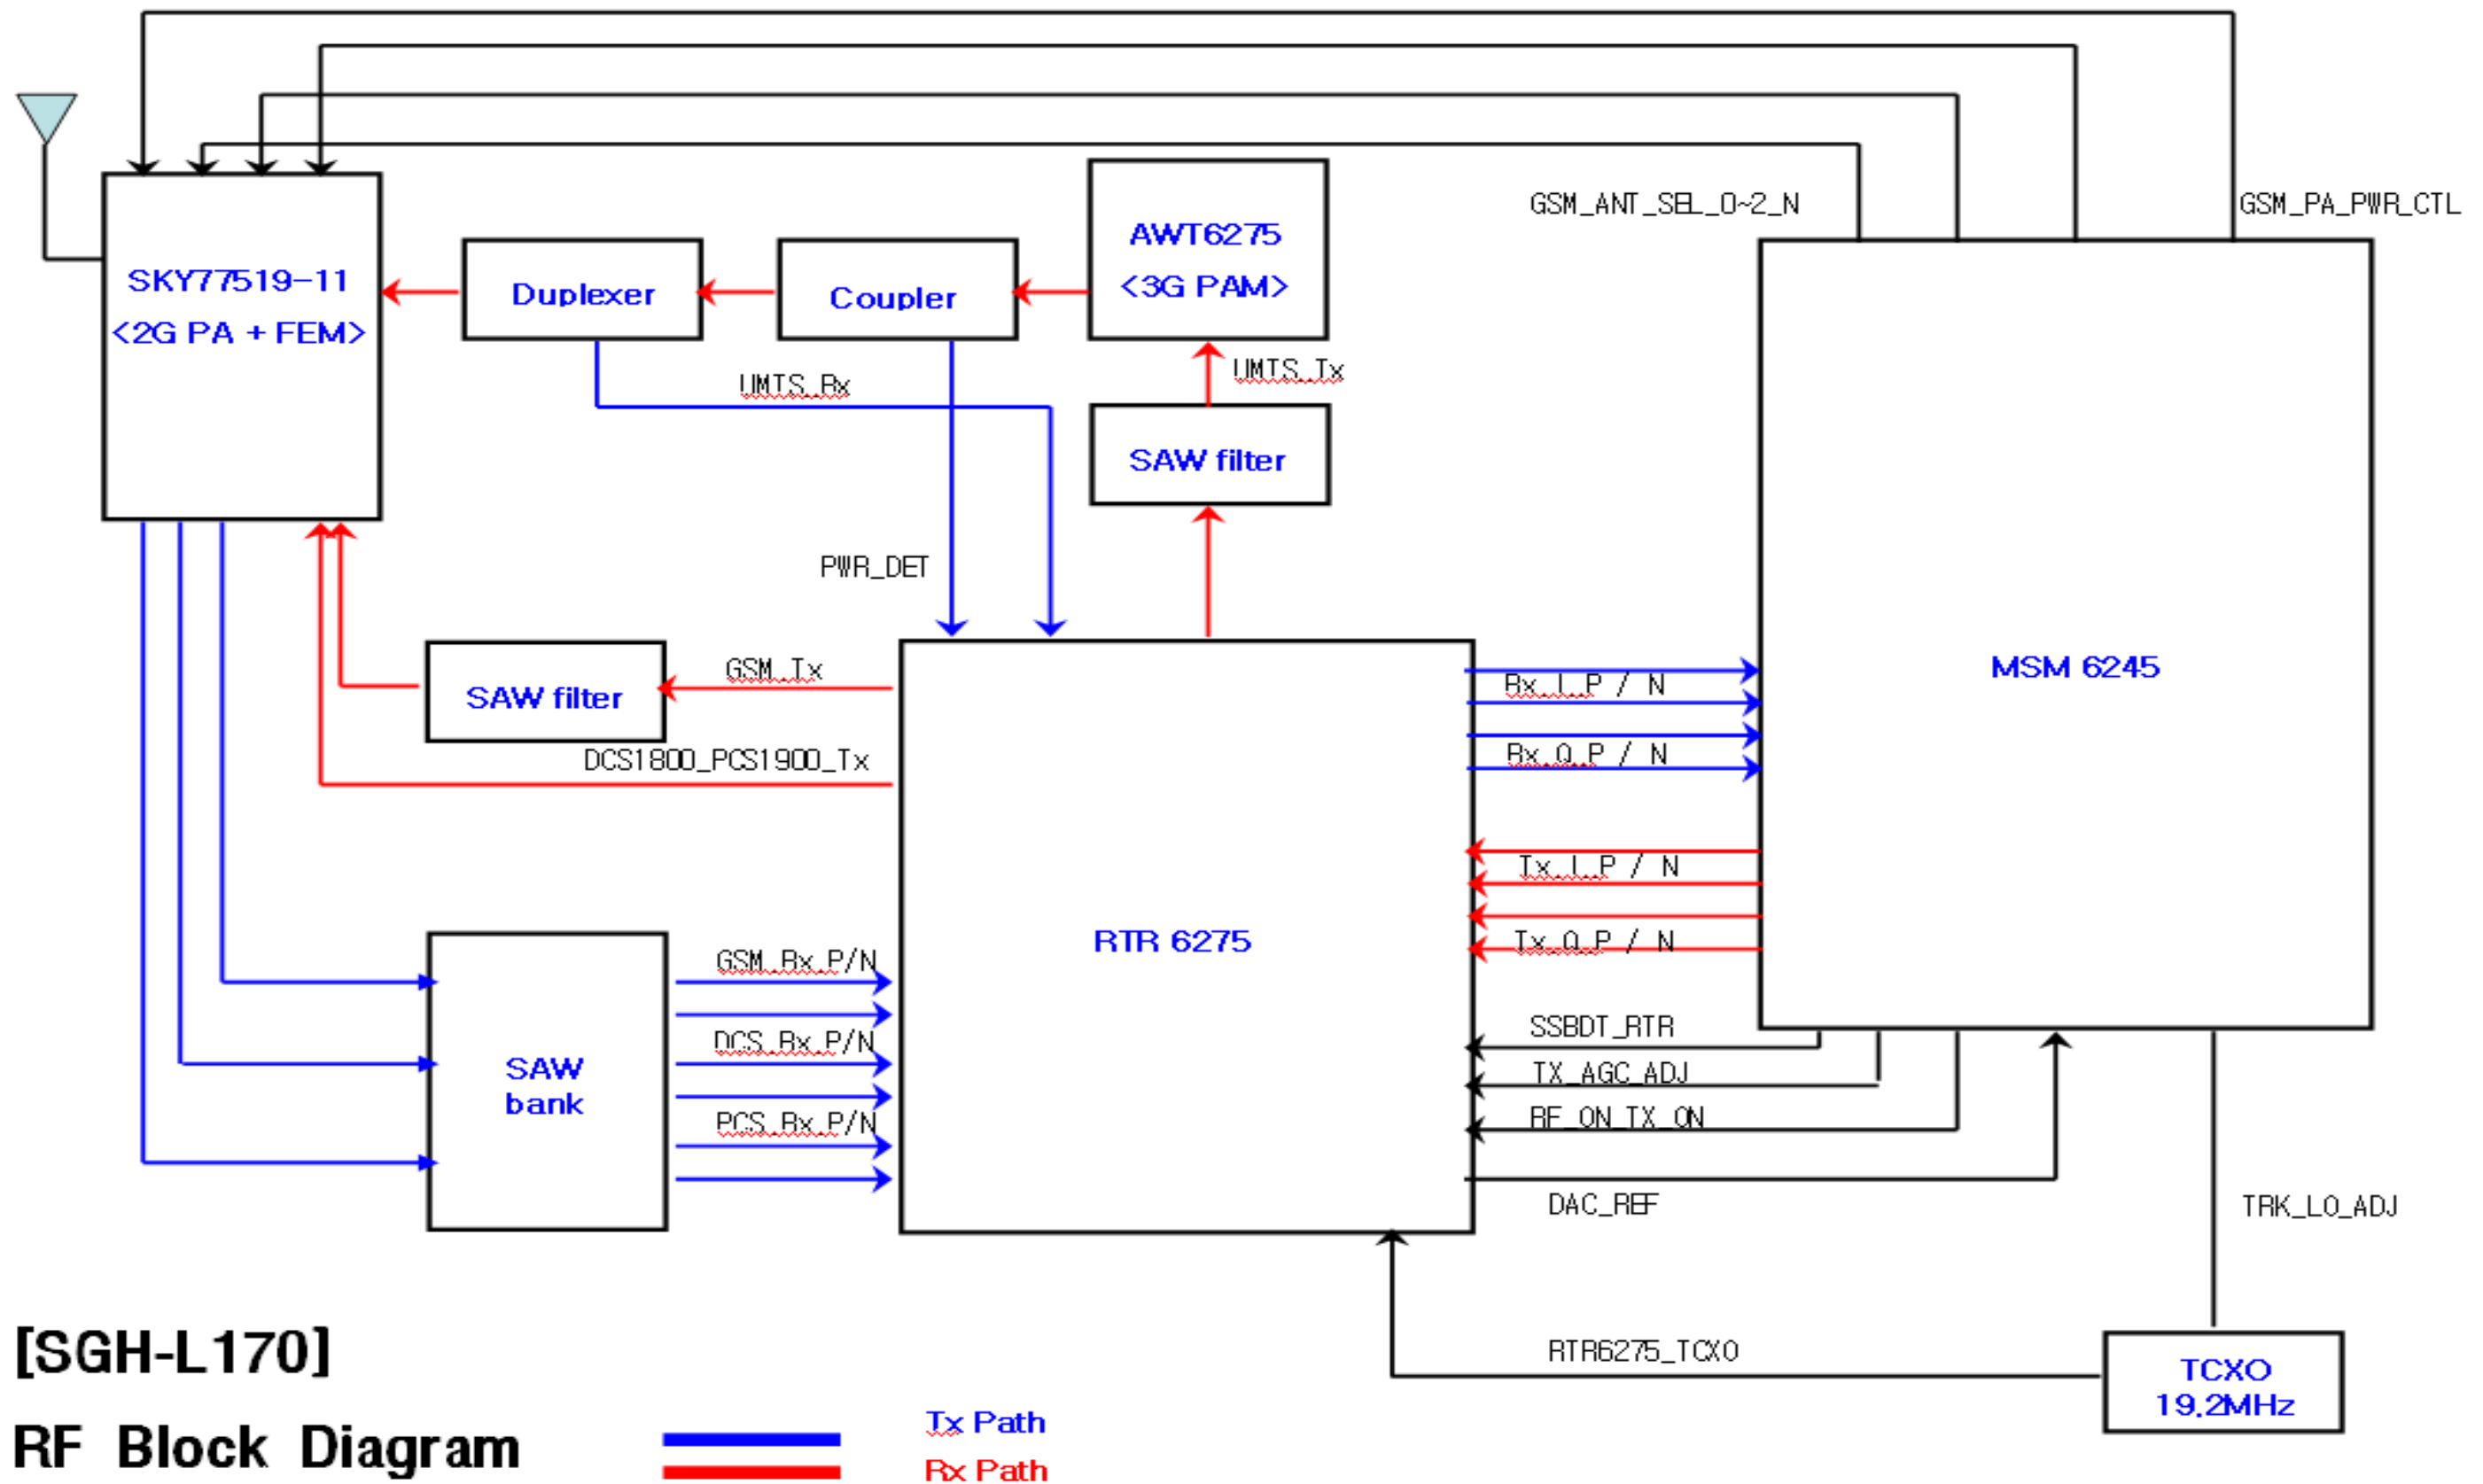 GSM_ANT_SEL_0~2_N
GSM_PA_PWR_CTL
SKY77519-11
<2G PA + FEM>
Duplexer
Coupler
AWT6275
<3G PAM>
UMTS_Rx
UMTS_Tx
SAW filter
PWR_DET
MSM 6245
SAW filter
GSM_Tx
DCS1800_PCS1900_Tx
Rx_I_P / N
Rx_Q_P / N
Tx_I_P / N
Tx_Q_P / N
RTR 6275
SAW
bank
GSM_Rx_P/N
DCS_Rx_P/N
PCS_Rx_P/N
SSBDT_RTR
TX_AGC_ADJ
RF_ON_TX_ON
DAC_REF
TRK_LO_ADJ
RTR6275_TCXO
TCXO
19.2MHz
[SGH-L170]
RF Block Diagram
Tx Path
Rx Path